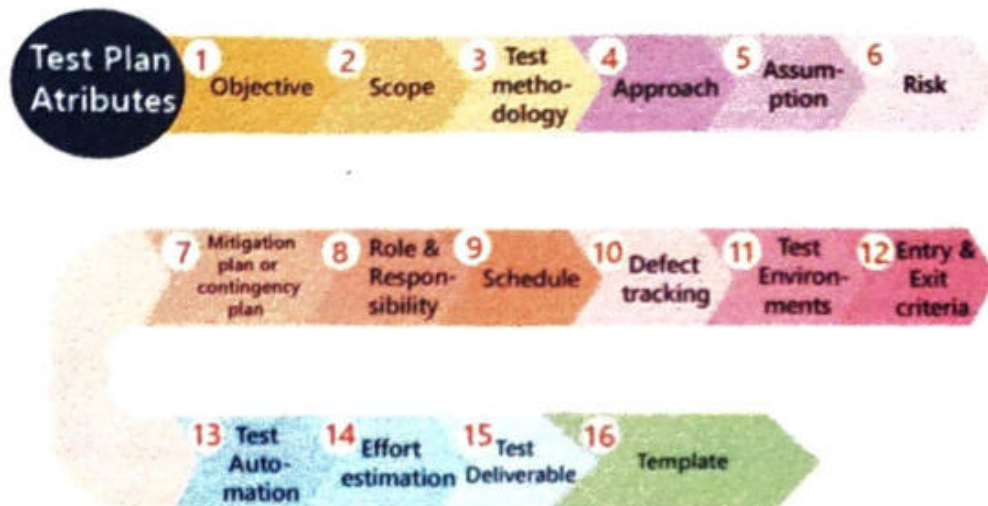 Test Plan
Atributes
1
Objective
2
Scope
3
Test
metho-
dology
4
Approach
5
Assum-
ption
6
Risk
7
Mitigation
plan or
contingency
plan
8
Role &
Respon-
sibility
9
Schedule
10
Defect
tracking
11
Test
Environ-
ments
12
Entry &
Exit
criteria
13
Test
Auto-
mation
14
Effort
estimation
15
Test
Deliverable
16
Template